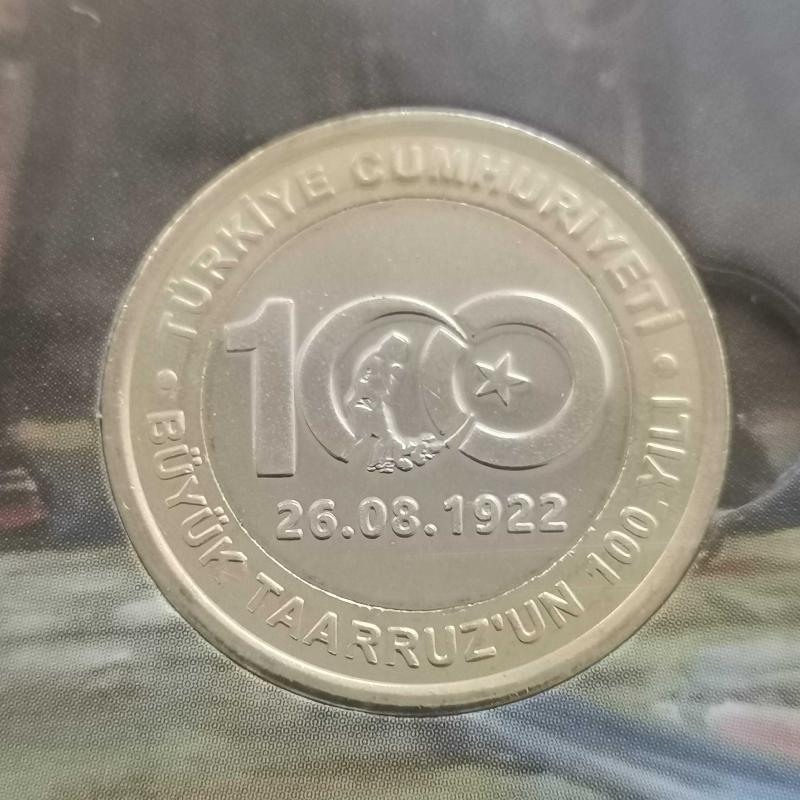 TÜRKİYE CUMHURİYETİ
100
26.08.1922
BÜYÜK TAARRUZ'UN 100.YILI